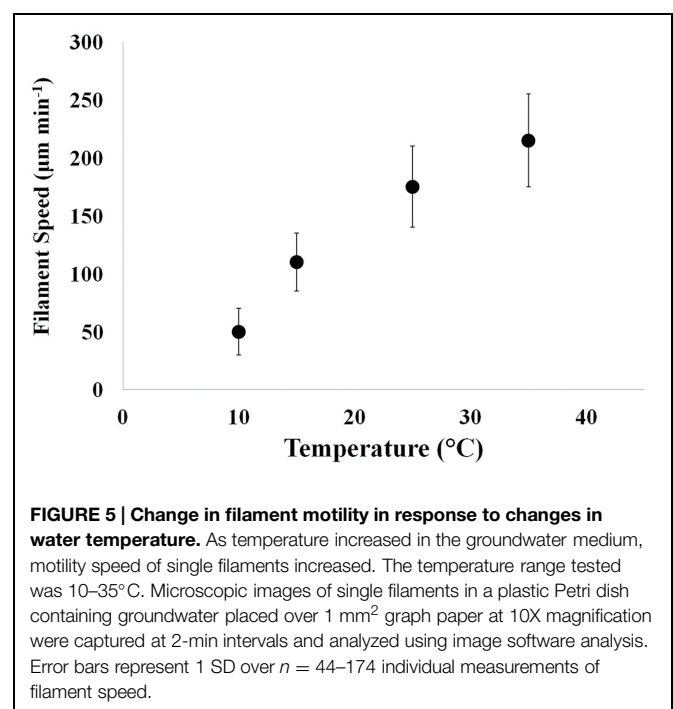 300
250
200
150
100
50
0
Filament Speed (µm min⁻¹)
0 10 20 30 40
Temperature (°C)
FIGURE 5 | Change in filament motility in response to changes in
water temperature. As temperature increased in the groundwater medium,
motility speed of single filaments increased. The temperature range tested
was 10–35°C. Microscopic images of single filaments in a plastic Petri dish
containing groundwater placed over 1 mm² graph paper at 10X magnification
were captured at 2-min intervals and analyzed using image software analysis.
Error bars represent 1 SD over n = 44–174 individual measurements of
filament speed.